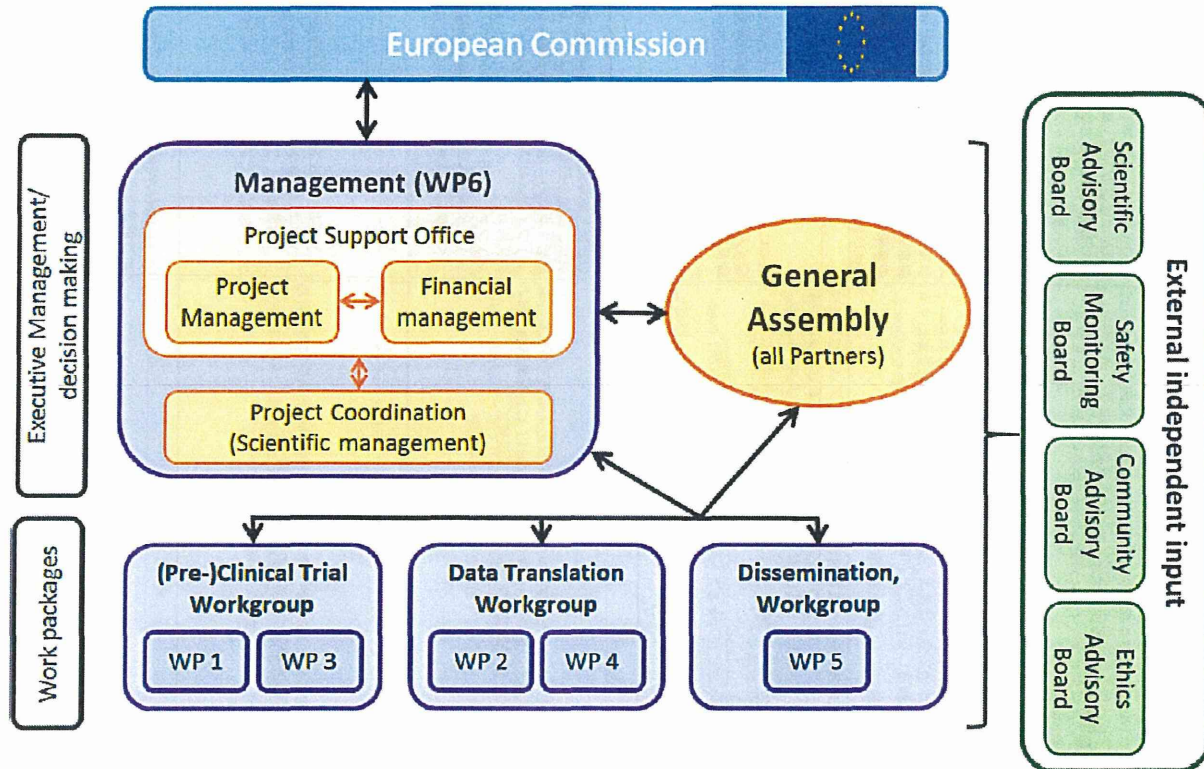 European Commission
Executive Management/
decision making
Management (WP6)
Project Support Office
Project
Management
Financial
management
Project Coordination
(Scientific management)
General
Assembly
(all Partners)
Work packages
(Pre-)Clinical Trial
Workgroup
WP 1
WP 3
Data Translation
Workgroup
WP 2
WP 4
Dissemination,
Workgroup
WP 5
External independent input
Scientific
Advisory
Board
Safety
Monitoring
Board
Community
Advisory
Board
Ethics
Advisory
Board